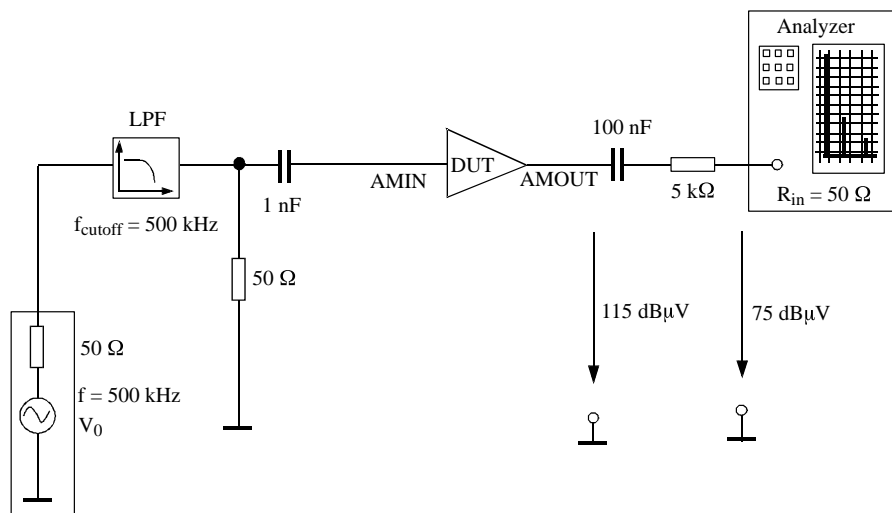 Analyzer
LPF
100 nF
DUT
AMIN
AMOUT
1 nF
5 kΩ
R_in = 50 Ω
f_cutoff = 500 kHz
50 Ω
115 dBµV
75 dBµV
50 Ω
f = 500 kHz
V_0